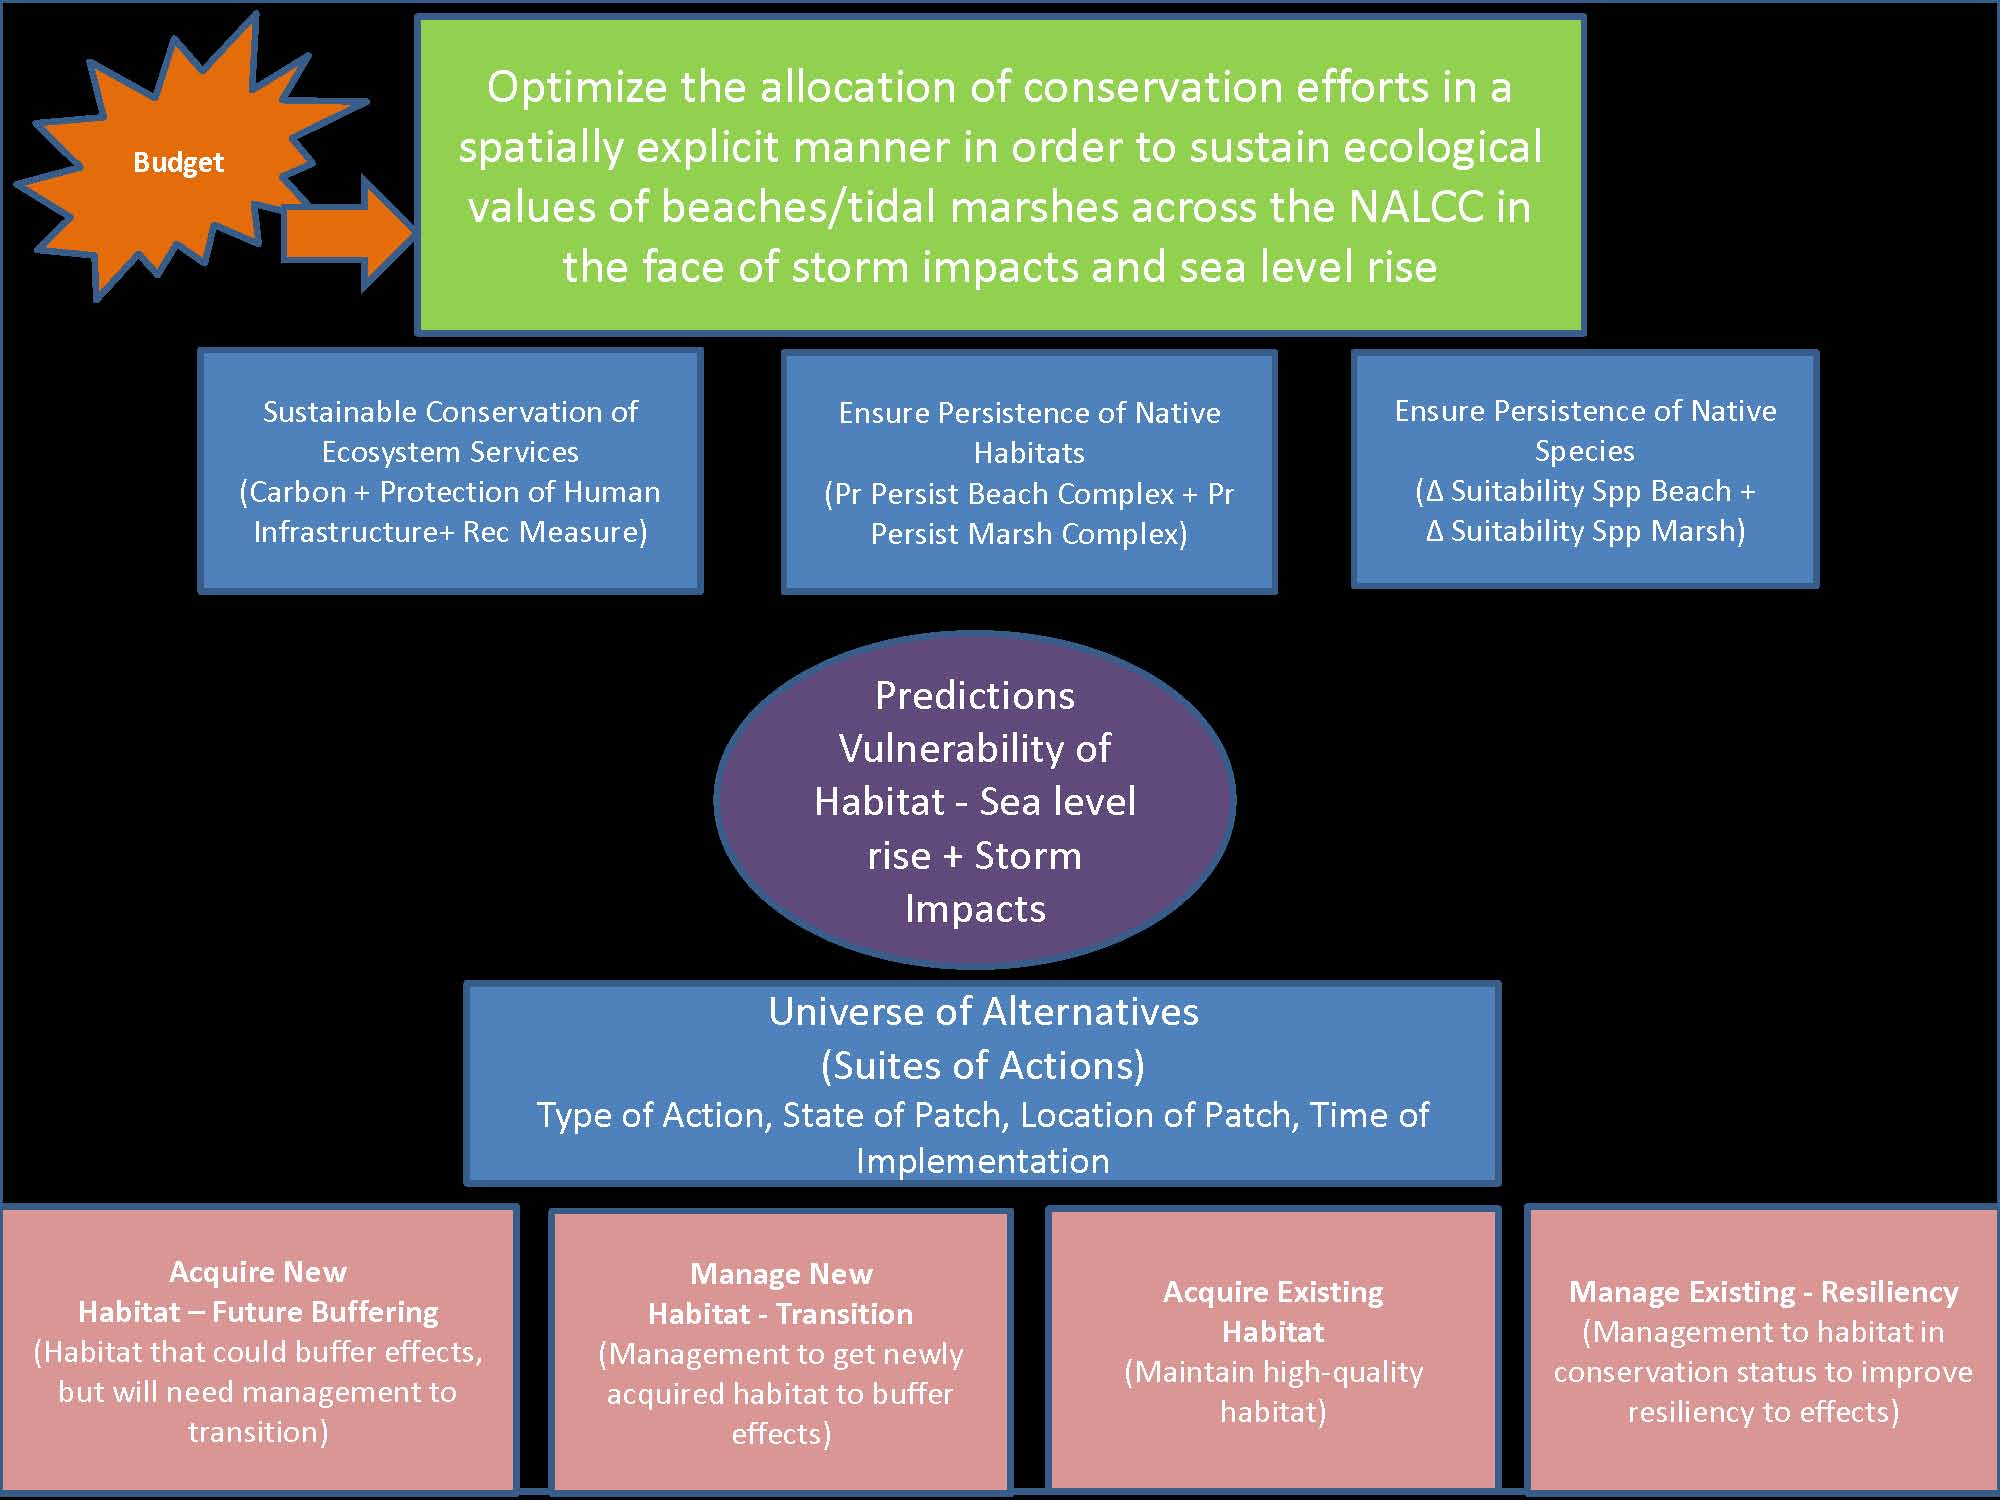 Budget
Optimize the allocation of conservation efforts in a
spatially explicit manner in order to sustain ecological
values of beaches/tidal marshes across the NALCC in
the face of storm impacts and sea level rise
Sustainable Conservation of
Ecosystem Services
(Carbon + Protection of Human
Infrastructure+ Rec Measure)
Ensure Persistence of Native
Habitats
(Pr Persist Beach Complex + Pr
Persist Marsh Complex)
Ensure Persistence of Native
Species
(Δ Suitability Spp Beach +
Δ Suitability Spp Marsh)
Predictions
Vulnerability of
Habitat - Sea level
rise + Storm
Impacts
Universe of Alternatives
(Suites of Actions)
Type of Action, State of Patch, Location of Patch, Time of
Implementation
Acquire New
Habitat – Future Buffering
(Habitat that could buffer effects,
but will need management to
transition)
Manage New
Habitat - Transition
(Management to get newly
acquired habitat to buffer
effects)
Acquire Existing
Habitat
(Maintain high-quality
habitat)
Manage Existing - Resiliency
(Management to habitat in
conservation status to improve
resiliency to effects)